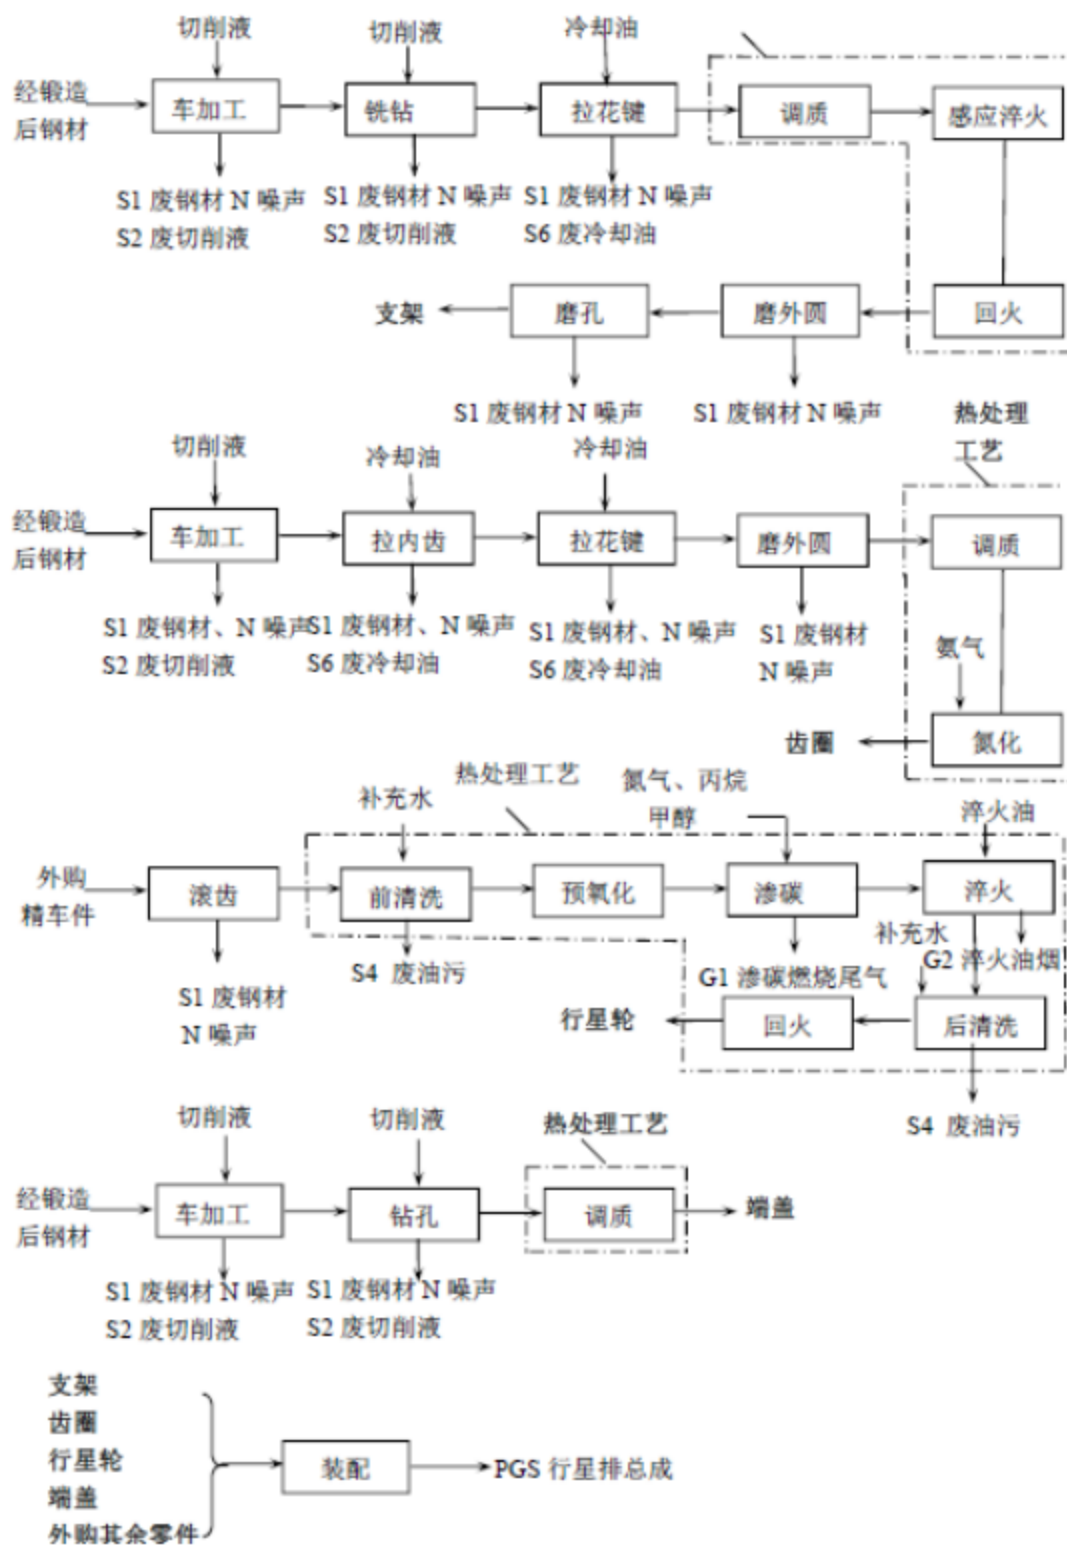 切削液
切削液
冷却油
经锻造
后钢材
车加工
铣钻
拉花键
调质
感应淬火
S1 废钢材 N 噪声
S2 废切削液
S1 废钢材 N 噪声
S2 废切削液
S1 废钢材 N 噪声
S6 废冷却油
支架
磨孔
磨外圆
回火
S1 废钢材 N 噪声
S1 废钢材 N 噪声
热处理
工艺
切削液
冷却油
冷却油
经锻造
后钢材
车加工
拉内齿
拉花键
磨外圆
调质
S1 废钢材、N 噪声
S2 废切削液
S1 废钢材、N 噪声
S6 废冷却油
S1 废钢材、N 噪声
S6 废冷却油
S1 废钢材
N 噪声
氨气
齿圈
氮化
热处理工艺
氮气、丙烷
甲醇
补充水
淬火油
外购
精车件
滚齿
前清洗
预氧化
渗碳
淬火
补充水
S4 废油污
G1 渗碳燃烧尾气
G2 淬火油烟
S1 废钢材
N 噪声
行星轮
回火
后清洗
S4 废油污
切削液
切削液
热处理工艺
经锻造
后钢材
车加工
钻孔
调质
端盖
S1 废钢材 N 噪声
S2 废切削液
S1 废钢材 N 噪声
S2 废切削液
支架
齿圈
行星轮
端盖
外购其余零件
装配
PGS 行星排总成